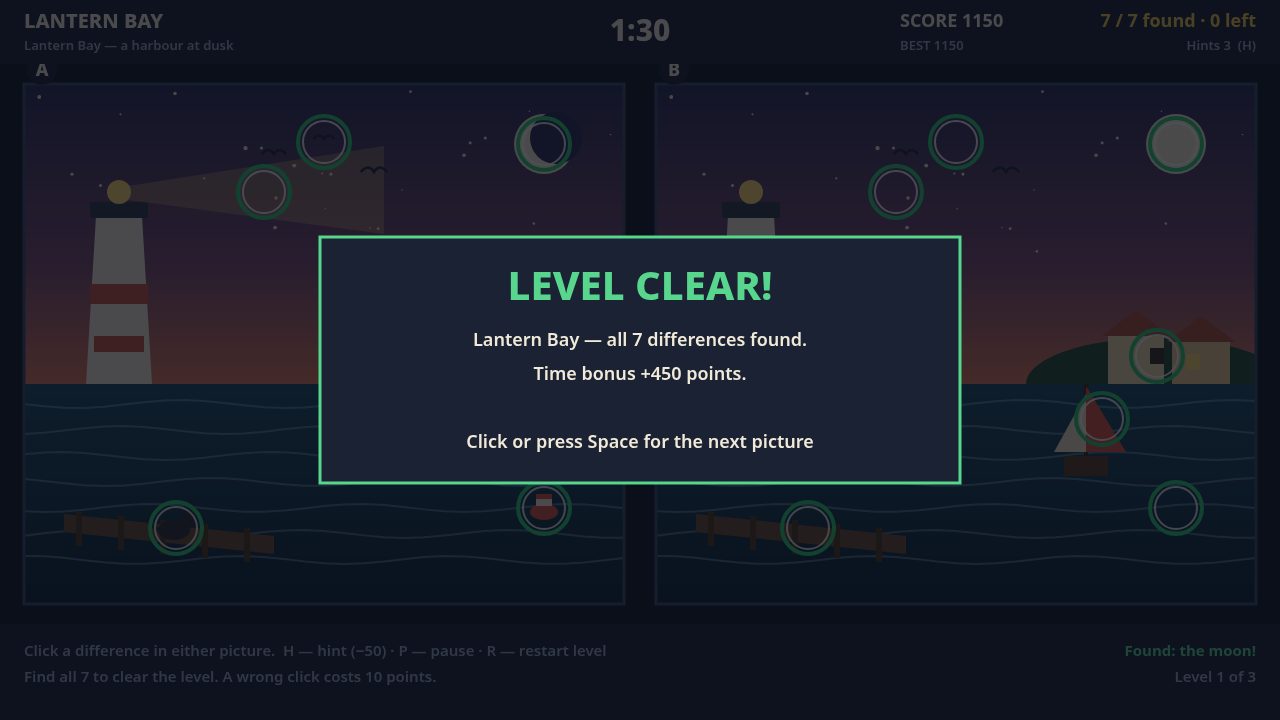 LANTERN BAY
Lantern Bay — a harbour at dusk
1:30
SCORE 1150
BEST 1150
7 / 7 found · 0 left
Hints 3 (H)
A
B
LEVEL CLEAR!
Lantern Bay — all 7 differences found.
Time bonus +450 points.
Click or press Space for the next picture
Click a difference in either picture. H — hint (−50) · P — pause · R — restart level
Find all 7 to clear the level. A wrong click costs 10 points.
Found: the moon!
Level 1 of 3